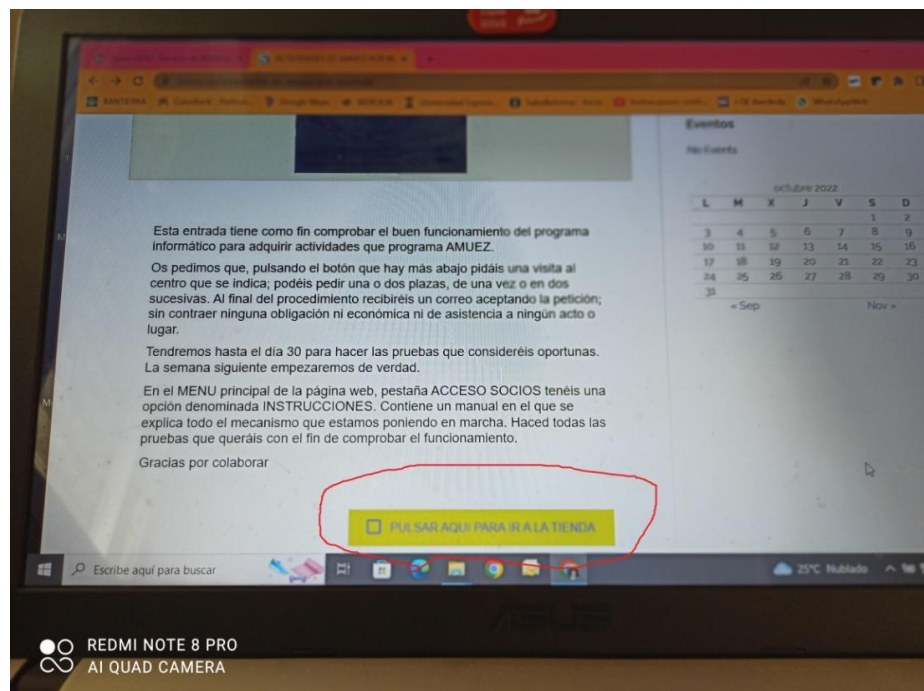 Eventos
No Events
octubre 2022
L M X J V S D
1 2
3 4 5 6 7 8 9
10 11 12 13 14 15 16
17 18 19 20 21 22 23
24 25 26 27 28 29 30
31
« Sep Nov »
Esta entrada tiene como fin comprobar el buen funcionamiento del programa
informático para adquirir actividades que programa AMUEZ.
Os pedimos que, pulsando el botón que hay más abajo pidáis una visita al
centro que se indica; podéis pedir una o dos plazas, de una vez o en dos
sucesivas. Al final del procedimiento recibiréis un correo aceptando la petición;
sin contraer ninguna obligación ni económica ni de asistencia a ningún acto o
lugar.
Tendremos hasta el día 30 para hacer las pruebas que consideréis oportunas.
La semana siguiente empezaremos de verdad.
En el MENU principal de la página web, pestaña ACCESO SOCIOS tenéis una
opción denominada INSTRUCCIONES. Contiene un manual en el que se
explica todo el mecanismo que estamos poniendo en marcha. Haced todas las
pruebas que queráis con el fin de comprobar el funcionamiento.
Gracias por colaborar
PULSAR AQUI PARA IR A LA TIENDA
Escribe aquí para buscar
25°C Nublado
ASUS
REDMI NOTE 8 PRO
AI QUAD CAMERA